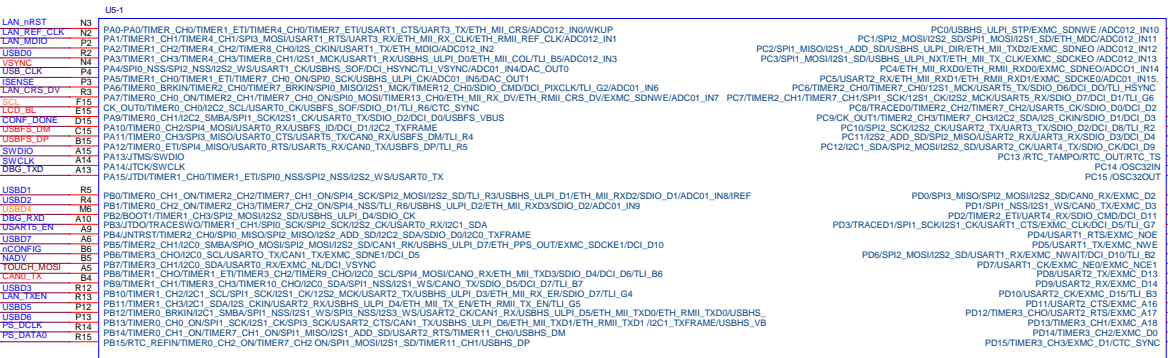 U5-1
LAN_nRST N3
LAN_REF_CLK N2
LAN_MDIO P2
USBD0 R2
VSYNC N4
USB_CLK P4
ISENSE P3
LAN_CRS_DV R3
SCL F15
LCD_BL E15
CONF_DONE D15
USBFS_DM C15
USBFS_DP B15
SWDIO A15
SWCLK A14
DBG_TXD A13
USBD1 R5
USBD2 R4
USBD4 M6
DBG_RXD A10
USART5_EN A9
USBD7 A6
nCONFIG B6
NADV B5
TOUCH_MOSI A5
CAN0_TX B4
USBD3 R12
LAN_TXEN R13
USBD5 P12
USBD6 P13
PS_DCLK R14
PS_DATA0 R15
PA0-PA0/TIMER_CH0/TIMER1_ETI/TIMER4_CH0/TIMER7_ETI/USART1_CTS/UART3_TX/ETH_MII_CRS/ADC012_IN0/WKUP
PA1/TIMER1_CH1/TIMER4_CH1/SPI3_MOSI/USART1_RTS/UART3_RX/ETH_MII_RX_CLK/ETH_RMII_REF_CLK/ADC012_IN1
PA2/TIMER1_CH2/TIMER4_CH2/TIMER8_CH0/I2S_CKIN/USART1_TX/ETH_MDIO/ADC012_IN2
PA3/TIMER1_CH3/TIMER4_CH3/TIMER8_CH1/I2S1_MCK/USART1_RX/USBHS_ULPI_D0/ETH_MII_COL/TLI_B5/ADC012_IN3
PA4/SPI0_NSS/SPI2_NSS/I2S2_WS/USART1_CK/USBHS_SOF/DCI_HSYNC/TLI_VSYNC/ADC01_IN4/DAC_OUT0
PA5/TIMER1_CH0/TIMER1_ETI/TIMER7_CH0_ON/SPI0_SCK/USBHS_ULPI_CK/ADC01_IN5/DAC_OUT1
PA6/TIMER0_BRKIN/TIMER2_CH0/TIMER7_BRKIN/SPI0_MISO/I2S1_MCK/TIMER12_CH0/SDIO_CMD/DCI_PIXCLK/TLI_G2/ADC01_IN6
PA7/TIMER0_CH0_ON/TIMER2_CH1/TIMER7_CH0_ON/SPI0_MOSI/TIMER13_CH0/ETH_MII_RX_DV/ETH_RMII_CRS_DV/EXMC_SDNWE/ADC01_IN7
CK_OUT0/TIMER0_CH0/I2C2_SCL/USART0_CK/USBFS_SOF/SDIO_D1/TLI_R6/CTC_SYNC
PA9/TIMER0_CH1/I2C2_SMBA/SPI1_SCK/I2S1_CK/USART0_TX/SDIO_D2/DCI_D0/USBFS_VBUS
PA10/TIMER0_CH2/SPI4_MOSI/USART0_RX/USBFS_ID/DCI_D1/I2C2_TXFRAME
PA11/TIMER0_CH3/SPI3_MISO/USART0_CTS/USART5_TX/CAN0_RX/USBFS_DM/TLI_R4
PA12/TIMER0_ETI/SPI4_MISO/USART0_RTS/USART5_RX/CAN0_TX/USBFS_DP/TLI_R5
PA13/JTMS/SWDIO
PA14/JTCK/SWCLK
PA15/JTDI/TIMER1_CH0/TIMER1_ETI/SPI0_NSS/SPI2_NSS/I2S2_WS/USART0_TX
PB0/TIMER0_CH1_ON/TIMER2_CH2/TIMER7_CH1_ON/SPI4_SCK/SPI2_MOSI/I2S2_SD/TLI_R3/USBHS_ULPI_D1/ETH_MII_RXD2/SDIO_D1/ADC01_IN8/IREF
PB1/TIMER0_CH2_ON/TIMER2_CH3/TIMER7_CH2_ON/SPI4_NSS/TLI_R6/USBHS_ULPI_D2/ETH_MII_RXD3/SDIO_D2/ADC01_IN9
PB2/BOOT1/TIMER1_CH3/SPI2_MOSI/I2S2_SD/USBHS_ULPI_D4/SDIO_CK
PB3/JTDO/TRACESWO/TIMER1_CH1/SPI0_SCK/SPI2_SCK/I2S2_CK/USART0_RX/I2C1_SDA
PB4/JNTRST/TIMER2_CH0/SPI0_MISO/SPI2_MISO/I2S2_ADD_SD/I2C2_SDA/SDIO_D0/I2C0_TXFRAME
PB5/TIMER2_CH1/I2C0_SMBA/SPI0_MOSI/SPI2_MOSI/I2S2_SD/CAN1_RX/USBHS_ULPI_D7/ETH_PPS_OUT/EXMC_SDCKE1/DCI_D10
PB6/TIMER3_CH0/I2C0_SCL/USART0_TX/CAN1_TX/EXMC_SDNE1/DCI_D5
PB7/TIMER3_CH1/I2C0_SDA/USART0_RX/EXMC_NL/DCI_VSYNC
PB8/TIMER1_CHO/TIMER1_ETI/TIMER3_CH2/TIMER9_CHO/I2C0_SCL/SPI4_MOSI/CANO_RX/ETH_MII_TXD3/SDIO_D4/DCI_D6/TLI_B6
PB9/TIMER1_CH1/TIMER3_CH3/TIMER10_CHO/I2C0_SDA/SPI1_NSS/I2S1_WS/CANO_TX/SDIO_D5/DCI_D7/TLI_B7
PB10/TIMER1_CH2/I2C1_SCL/SPI1_SCK/I2S1_CK/12S2_MCK/USART2_TX/USBHS_ULPI_D3/ETH_MII_RX_ER/SDIO_D7/TLI_G4
PB11/TIMER1_CH3/I2C1_SDA/I2S_CKIN/USART2_RX/USBHS_ULPI_D4/ETH_MII_TX_EN/ETH_RMII_TX_EN/TLI_G5
PB12/TIMER0_BRKIN/I2C1_SMBA/SPI1_NSS/I2S1_WS/SPI3_NSS/I2S3_WS/USART2_CK/CAN1_RX/USBHS_ULPI_D5/ETH_MII_TXD0/ETH_RMII_TXD0/USBHS_
PB13/TIMER0_CH0_ON/SPI1_SCK/I2S1_CK/SPI3_SCK/USART2_CTS/CAN1_TX/USBHS_ULPI_D6/ETH_MII_TXD1/ETH_RMII_TXD1 /I2C1_TXFRAME/USBHS_VB
PB14/TIMER0_CH1_ON/TIMER7_CH1_ON/SPI1_MISO/I2S1_ADD_SD/USART2_RTS/TIMER11_CH0/USBHS_DM
PB15/RTC_REFIN/TIMER0_CH2_ON/TIMER7_CH2 ON/SPI1_MOSI/I2S1_SD/TIMER11_CH1/USBHS_DP
PC0/USBHS_ULPI_STP/EXMC_SDNWE /ADC012_IN10
PC1/SPI2_MOSI/I2S2_SD/SPI1_MOSI/I2S1_SD/ETH_MDC/ADC012_IN11
PC2/SPI1_MISO/I2S1_ADD_SD/USBHS_ULPI_DIR/ETH_MII_TXD2/EXMC_SDNEO /ADC012_IN12
PC3/SPI1_MOSI/I2S1_SD/USBHS_ULPI_NXT/ETH_MII_TX_CLK/EXMC_SDCKEO /ADC012_IN13
PC4/ETH_MII_RXD0/ETH_RMII_RXD0/EXMC_SDNEO/ADC01_IN14
PC5/USART2_RX/ETH_MII_RXD1/ETH_RMII_RXD1/EXMC_SDCKEO/ADC01_IN15.
PC6/TIMER2_CH0/TIMER7_CH0/I2S1_MCK/USART5_TX/SDIO_D6/DCI_DO/TLI_HSYNC
PC7/TIMER2_CH1/TIMER7_CH1/SPI1_SCK/I2S1_CK/I2S2_MCK/USART5_RX/SDIO_D7/DCI_D1/TLI_G6
PC8/TRACED0/TIMER2_CH2/TIMER7_CH2/USART5_CK/SDIO_D0/DCI_D2
PC9/CK_OUT1/TIMER2_CH3/TIMER7_CH3/I2C2_SDA/I2S_CKIN/SDIO_D1/DCI_D3
PC10/SPI2_SCK/I2S2_CK/USART2_TX/UART3_TX/SDIO_D2/DCI_D8/TLI_R2
PC11/I2S2_ADD_SD/SPI2_MISO/USART2_RX/UART3_RX/SDIO_D3/DCI_D4
PC12/I2C1_SDA/SPI2_MOSI/I2S2_SD/USART2_CK/UART4_TX/SDIO_CK/DCI_D9
PC13 /RTC_TAMPO/RTC_OUT/RTC_TS
PC14 /OSC32IN
PC15 /OSC32OUT
PD0/SPI3_MISO/SPI2_MOSI/I2S2_SD/CAN0_RX/EXMC_D2
PD1/SPI1_NSS/I2S1_WS/CAN0_TX/EXMC_D3
PD2/TIMER2_ETI/UART4_RX/SDIO_CMD/DCI_D11
PD3/TRACED1/SPI1_SCK/I2S1_CK/USART1_CTS/EXMC_CLK/DCI_D5/TLI_G7
PD4/USART1_RTS/EXMC_NOE
PD5/USART1_TX/EXMC_NWE
PD6/SPI2_MOSI/I2S2_SD/USART1_RX/EXMC_NWAIT/DCI_D10/TLI_B2
PD7/USART1_CK/EXMC_NE0/EXMC_NCE1
PD8/USART2_TX/EXMC_D13
PD9/USART2_RX/EXMC_D14
PD10/USART2_CK/EXMC_D15/TLI_B3
PD11/USART2_CTS/EXMC_A16
PD12/TIMER3_CHO/USART2_RTS/EXMC_A17
PD13/TIMER3_CH1/EXMC_A18
PD14/TIMER3_CH2/EXMC_D0
PD15/TIMER3_CH3/EXMC_D1/CTC_SYNC